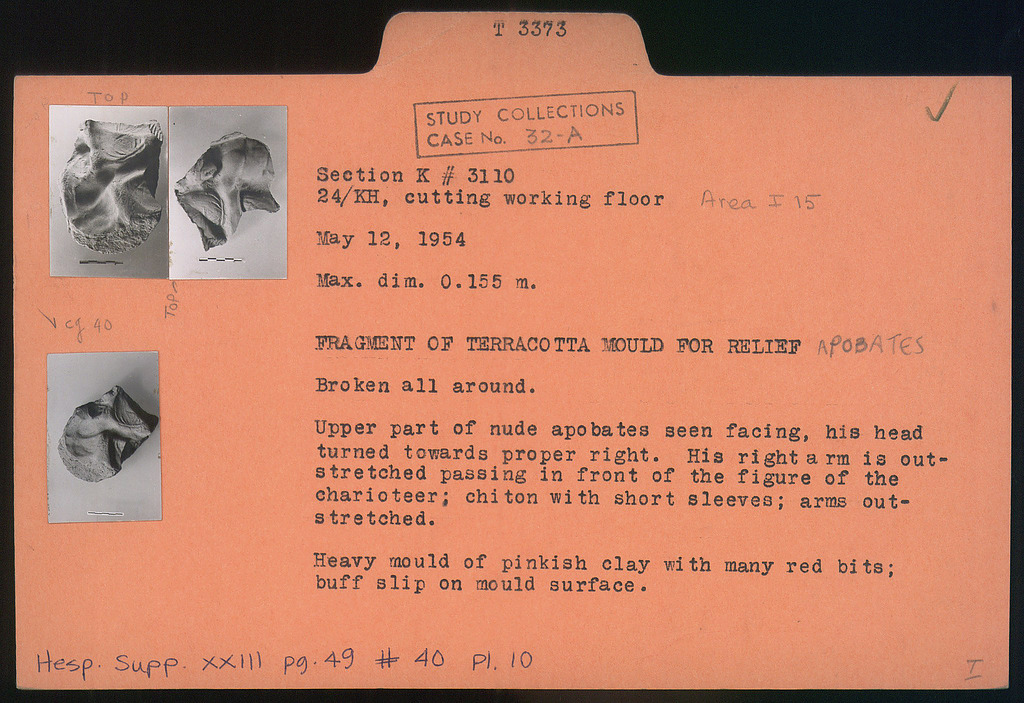 T 3373
TOP
STUDY COLLECTIONS
CASE No. 32-A
Section K # 3110
24/KH, cutting working floor Area I 15
May 12, 1954
Max. dim. 0.155 m.
TOP
cf 40
FRAGMENT OF TERRACOTTA MOULD FOR RELIEF APOBATES
Broken all around.
Upper part of nude apobates seen facing, his head
turned towards proper right. His right arm is out-
stretched passing in front of the figure of the
charioteer; chiton with short sleeves; arms out-
stretched.
Heavy mould of pinkish clay with many red bits;
buff slip on mould surface.
Hesp. Supp. XXIII pg. 49 # 40 Pl. 10
I